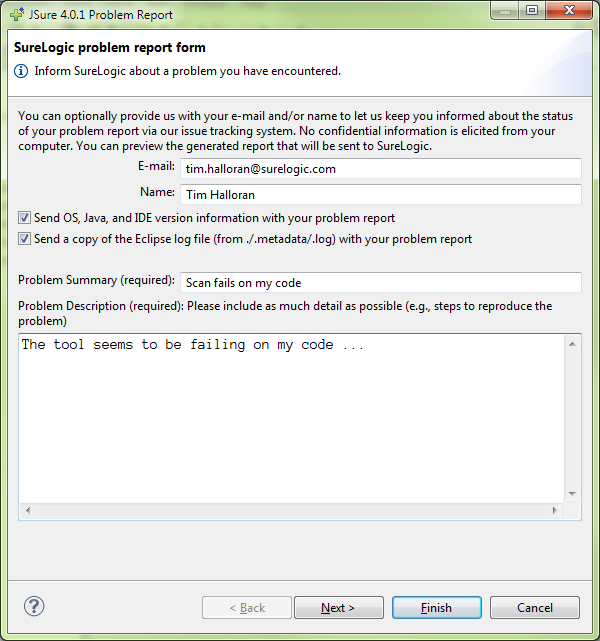 JSure 4.0.1 Problem Report
SureLogic problem report form
Inform SureLogic about a problem you have encountered.
You can optionally provide us with your e-mail and/or name to let us keep you informed about the status
of your problem report via our issue tracking system. No confidential information is elicited from your
computer. You can preview the generated report that will be sent to SureLogic.
E-mail: tim.halloran@surelogic.com
Name: Tim Halloran
Send OS, Java, and IDE version information with your problem report
Send a copy of the Eclipse log file (from ./.metadata/.log) with your problem report
Problem Summary (required): Scan fails on my code
Problem Description (required): Please include as much detail as possible (e.g., steps to reproduce the
problem)
The tool seems to be failing on my code ...
< Back Next > Finish Cancel